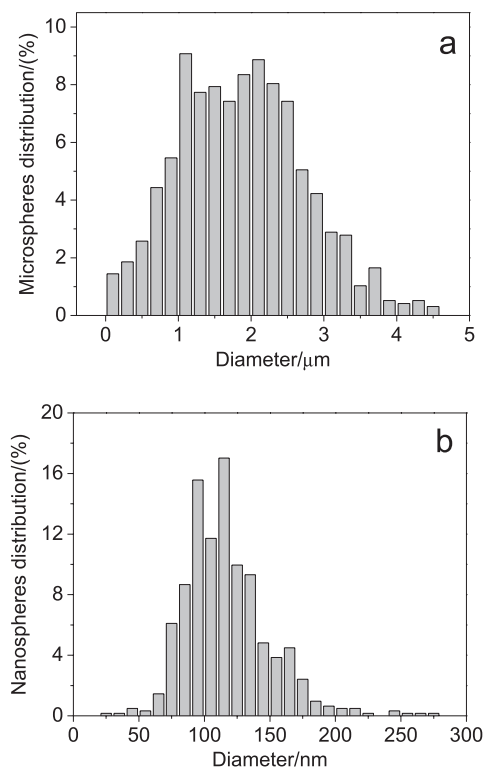 a
Microspheres distribution/(%)
10
8
6
4
2
0
0 1 2 3 4 5
Diameter/μm
b
Nanospheres distribution/(%)
20
16
12
8
4
0
0 50 100 150 200 250 300
Diameter/nm